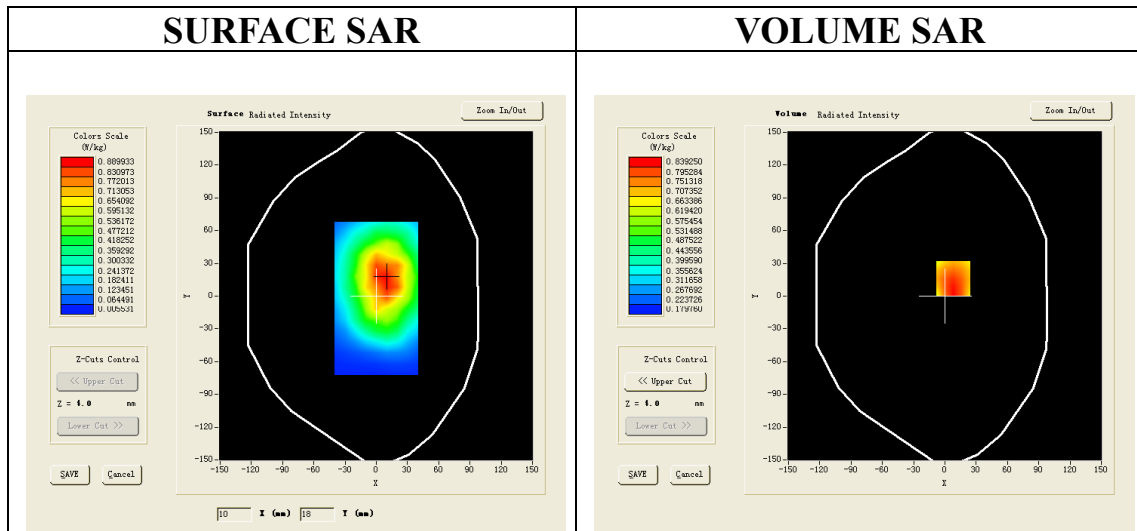 SURFACE SAR
VOLUME SAR
Surface Radiated Intensity
Zoom In/Out
Colors Scale
(W/kg)
0.889933
0.830973
0.772013
0.713053
0.654092
0.595132
0.536172
0.477212
0.418252
0.359292
0.300332
0.241372
0.182411
0.123451
0.064491
0.005531
150
120
90
60
30
0
-30
-60
-90
-120
-150
Y
-150 -120 -90 -60 -30 0 30 60 90 120 150
X
Z-Cuts Control
<< Upper Cut
Z = 4.0 mm
Lower Cut >>
SAVE Cancel
10 X (mm) 18 Y (mm)
Volume Radiated Intensity
Zoom In/Out
Colors Scale
(W/kg)
0.839250
0.795284
0.751318
0.707352
0.663386
0.619420
0.575454
0.531488
0.487522
0.443556
0.399590
0.355624
0.311658
0.267692
0.223726
0.179760
150
120
90
60
30
0
-30
-60
-90
-120
-150
Y
-150 -120 -90 -60 -30 0 30 60 90 120 150
X
Z-Cuts Control
<< Upper Cut
Z = 4.0 mm
Lower Cut >>
SAVE Cancel